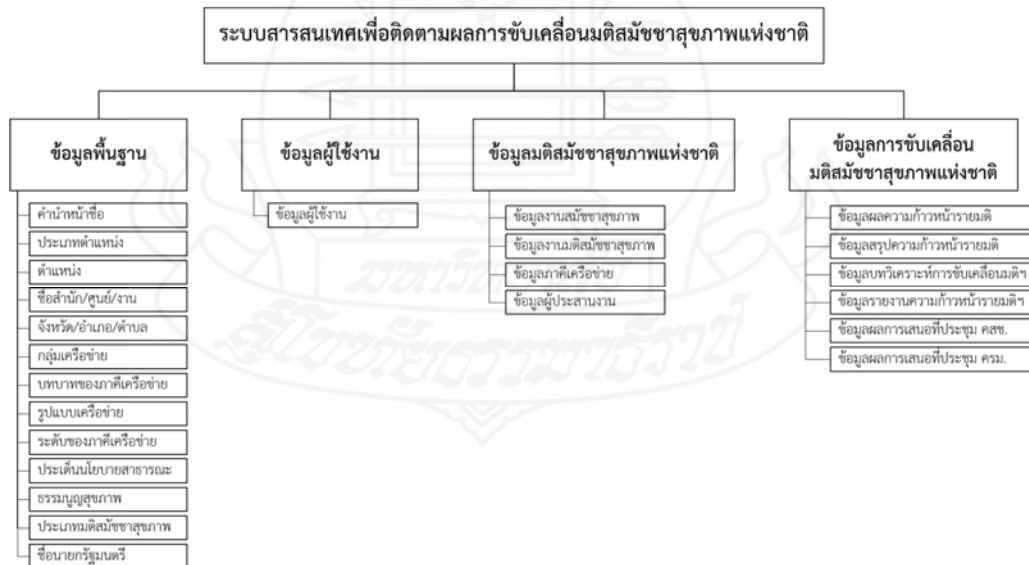 ระบบสารสนเทศเพื่อติดตามผลการขับเคลื่อนมติสมัชชาสุขภาพแห่งชาติ
ข้อมูลพื้นฐาน
คำนำหน้าชื่อ
ประเภทตำแหน่ง
ตำแหน่ง
ชื่อสำนัก/ศูนย์/งาน
จังหวัด/อำเภอ/ตำบล
กลุ่มเครือข่าย
บทบาทของภาคีเครือข่าย
รูปแบบเครือข่าย
ระดับของภาคีเครือข่าย
ประเด็นนโยบายสาธารณะ
ธรรมนูญสุขภาพ
ประเภทมติสมัชชาสุขภาพ
ชื่อนายกรัฐมนตรี
ข้อมูลผู้ใช้งาน
ข้อมูลผู้ใช้งาน
ข้อมูลมติสมัชชาสุขภาพแห่งชาติ
ข้อมูลงานสมัชชาสุขภาพ
ข้อมูลงานมติสมัชชาสุขภาพ
ข้อมูลภาคีเครือข่าย
ข้อมูลผู้ประสานงาน
ข้อมูลการขับเคลื่อน
มติสมัชชาสุขภาพแห่งชาติ
ข้อมูลผลความก้าวหน้ารายมติ
ข้อมูลสรุปความก้าวหน้ารายมติ
ข้อมูลบทวิเคราะห์การขับเคลื่อนมติฯ
ข้อมูลรายงานความก้าวหน้ารายมติฯ
ข้อมูลผลการเสนอที่ประชุม คสช.
ข้อมูลผลการเสนอที่ประชุม ครม.
มหาวิทยาลัย
สุโขทัยธรรมาธิราช